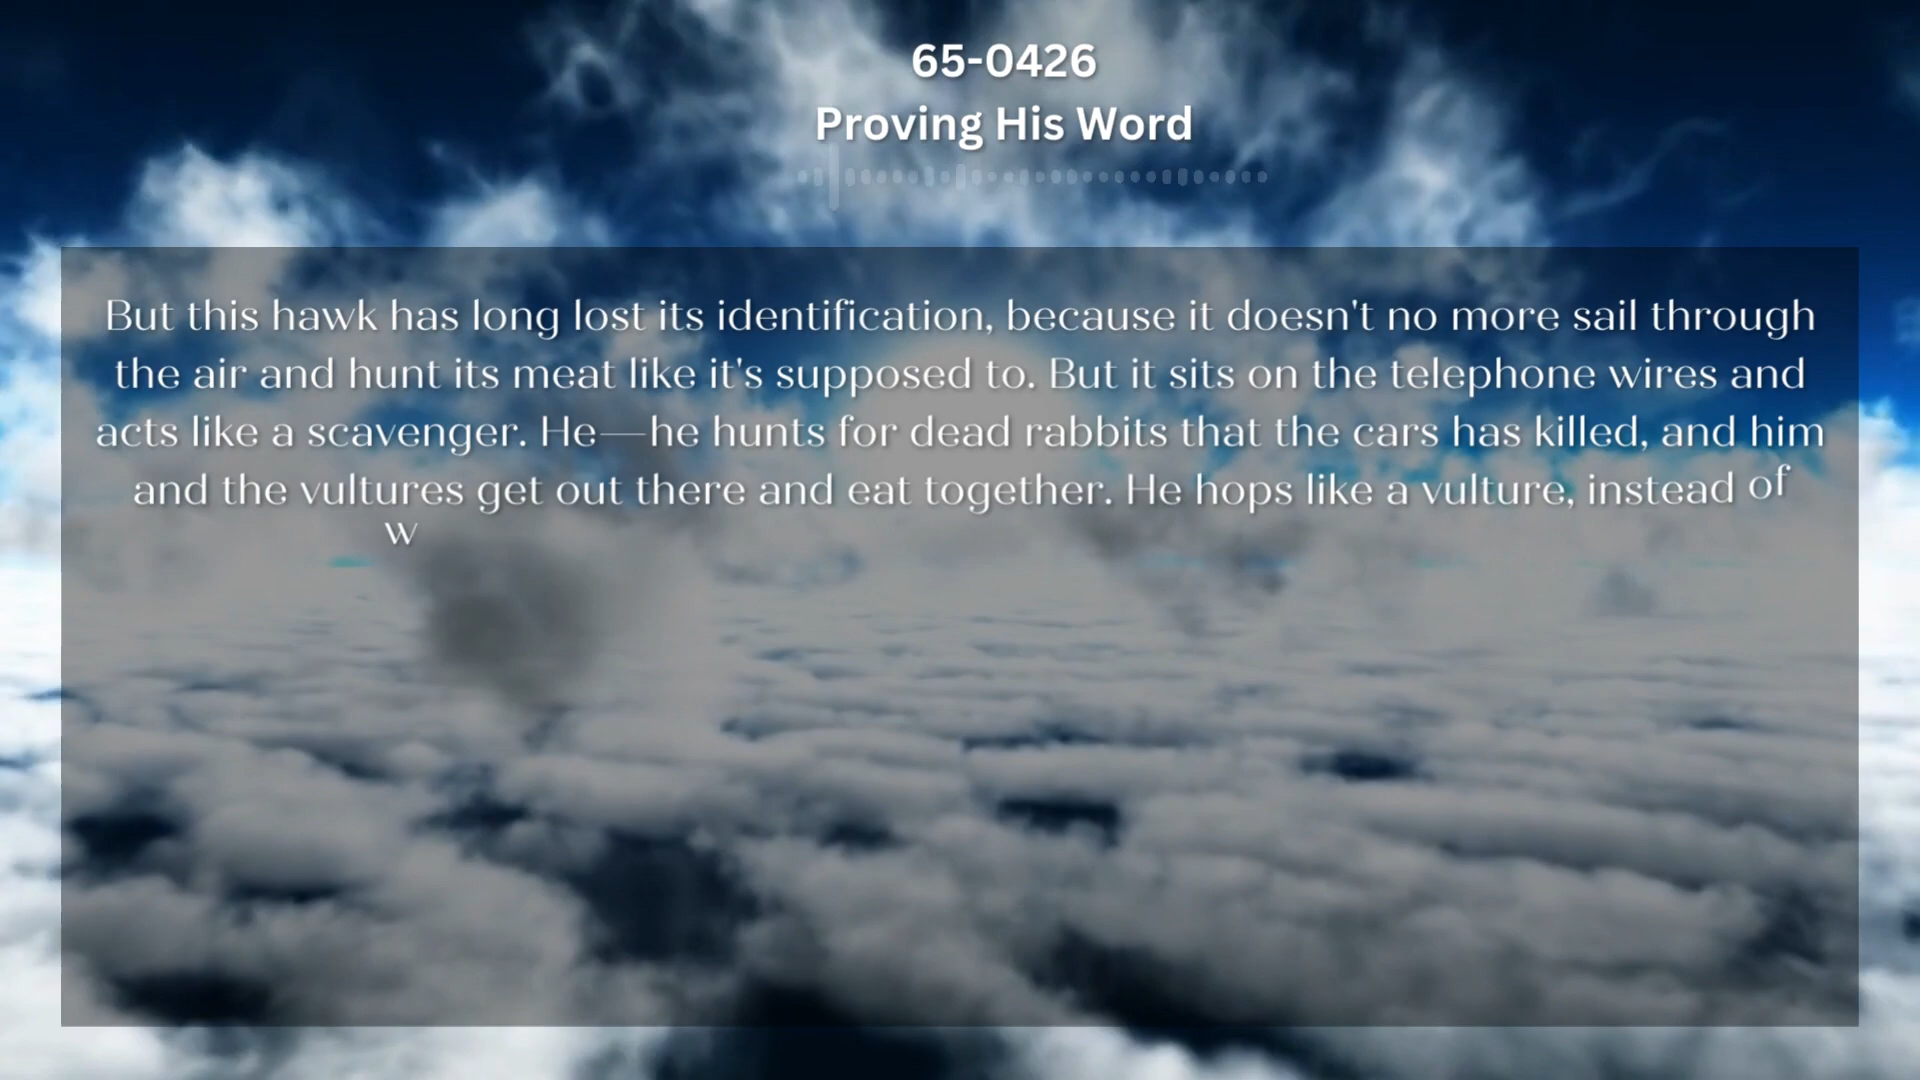 65-0426
Proving His Word
But this hawk has long lost its identification, because it doesn't no more sail through
the air and hunt its meat like it's supposed to. But it sits on the telephone wires and
acts like a scavenger. He—he hunts for dead rabbits that the cars has killed, and him
and the vultures get out there and eat together. He hops like a vulture, instead of
w